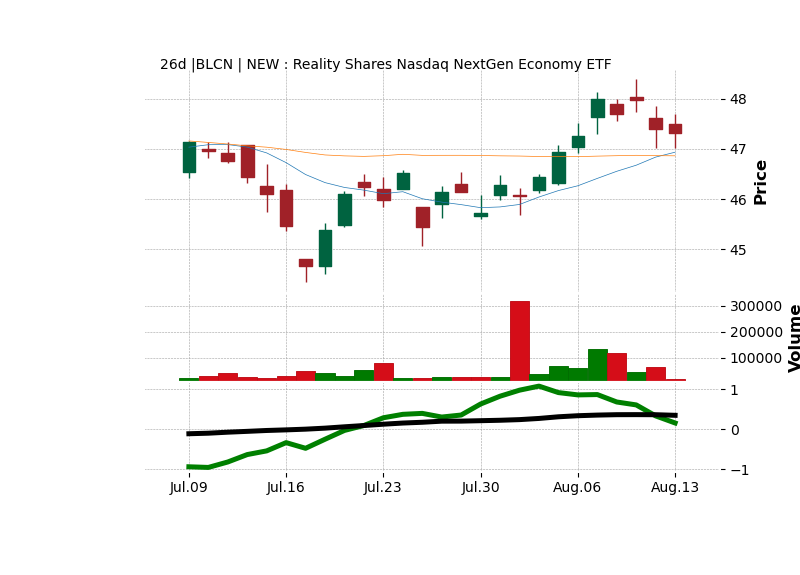 26d |BLCN | NEW : Reality Shares Nasdaq NextGen Economy ETF
48
47
46
45
Price
300000
200000
100000
Volume
1
0
−1
Jul.09 Jul.16 Jul.23 Jul.30 Aug.06 Aug.13